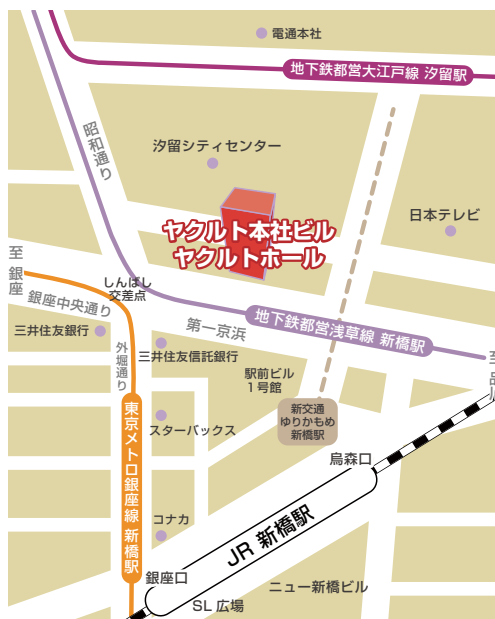 電通本社
地下鉄都営大江戸線 汐留駅
昭和通り
汐留シティセンター
日本テレビ
ヤクルト本社ビル
ヤクルトホール
至 銀座
しんばし
交差点
銀座中央通り
三井住友銀行
外堀通り
第一京浜
地下鉄都営浅草線 新橋駅
三井住友信託銀行
至 品川
駅前ビル
1号館
新交通
ゆりかもめ
新橋駅
東京メトロ銀座線 新橋駅
スターバックス
烏森口
コナカ
JR 新橋駅
銀座口
ニュー新橋ビル
SL 広場